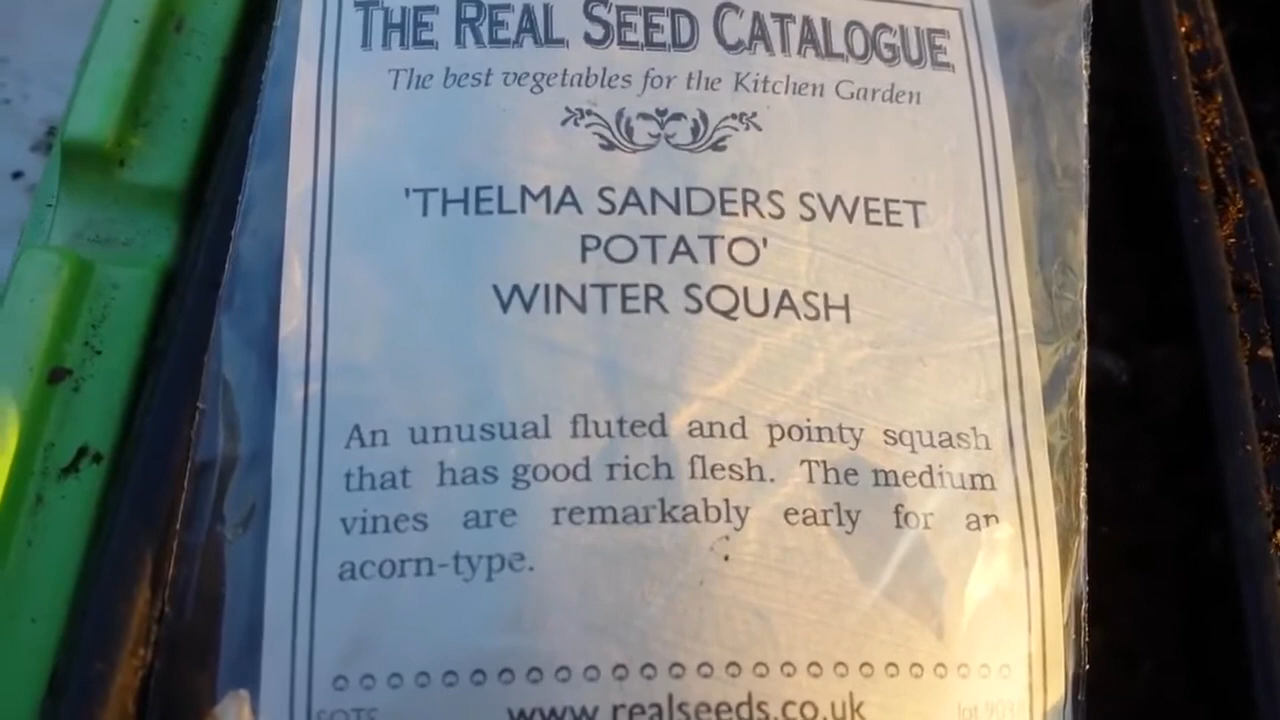 THE REAL SEED CATALOGUE
The best vegetables for the Kitchen Garden
'THELMA SANDERS SWEET
POTATO'
WINTER SQUASH
An unusual fluted and pointy squash
that has good rich flesh. The medium
vines are remarkably early for an
acorn-type.
www.realseeds.co.uk
lot